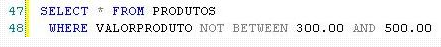 47 SELECT * FROM PRODUTOS
48 WHERE VALORPRODUTO NOT BETWEEN 300.00 AND 500.00